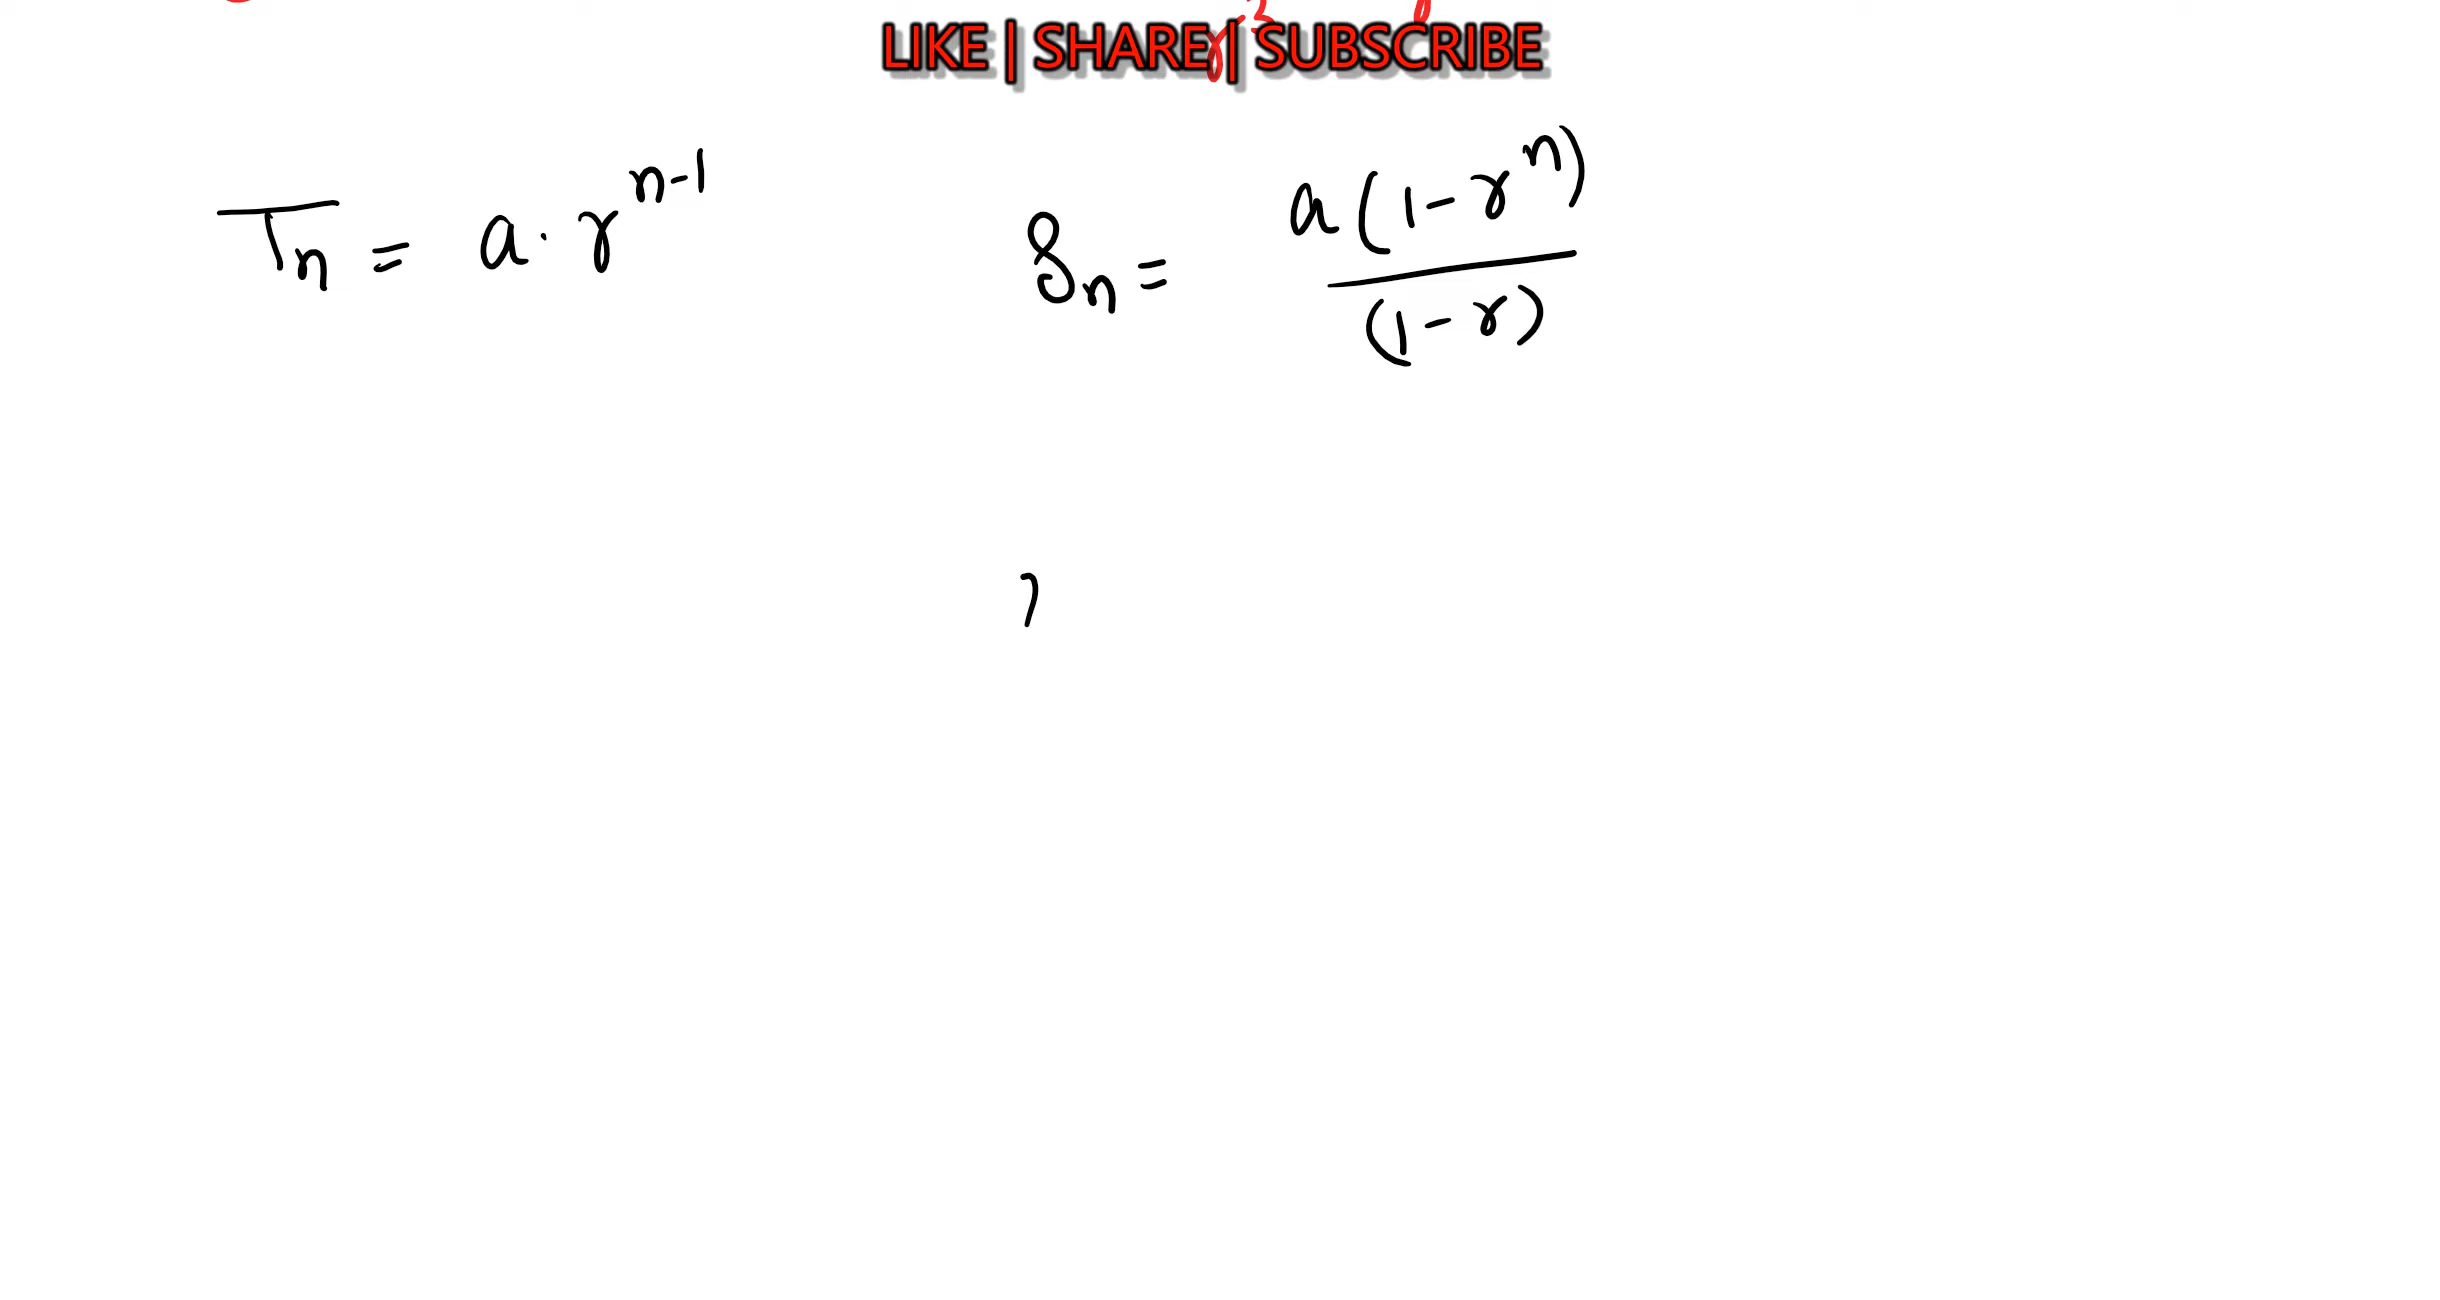 LIKE | SHARE | SUBSCRIBE
Tn = a · r^(n-1)
Sn = a(1 - r^n) / (1 - r)